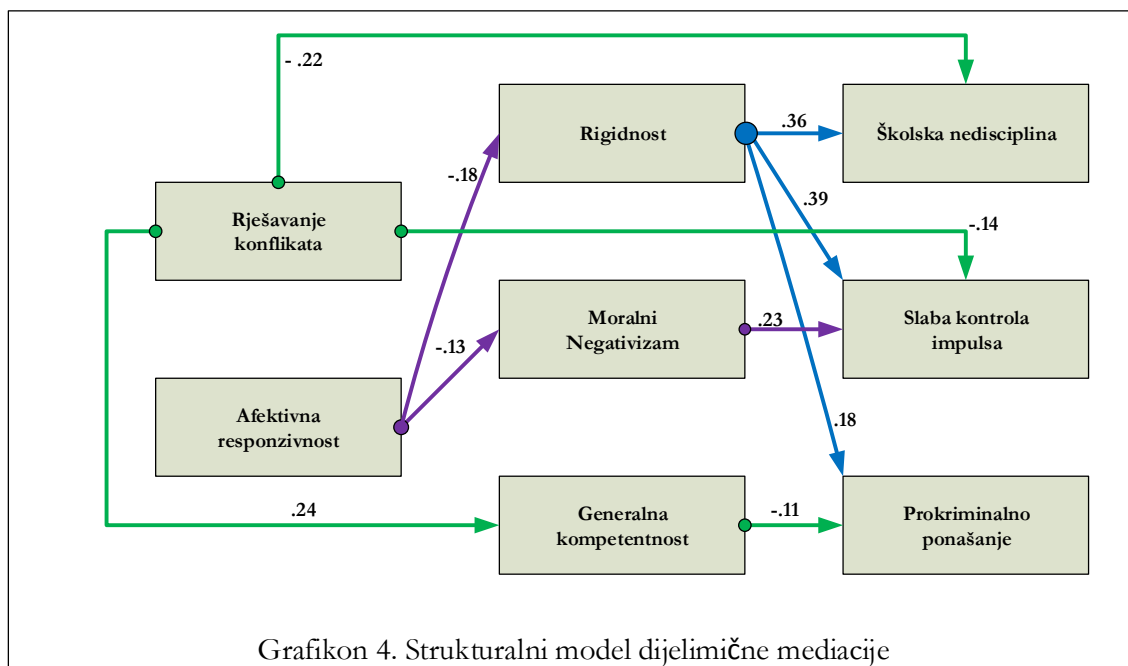 - .22
Rigidnost
.36
Školska nedisciplina
-.18
.39
Rješavanje
konflikata
-.14
Moralni
Negativizam
.23
Slaba kontrola
impulsa
-.13
Afektivna
responzivnost
.18
.24
Generalna
kompetentnost
-.11
Prokriminalno
ponašanje
Grafikon 4. Strukturalni model dijelimične mediacije